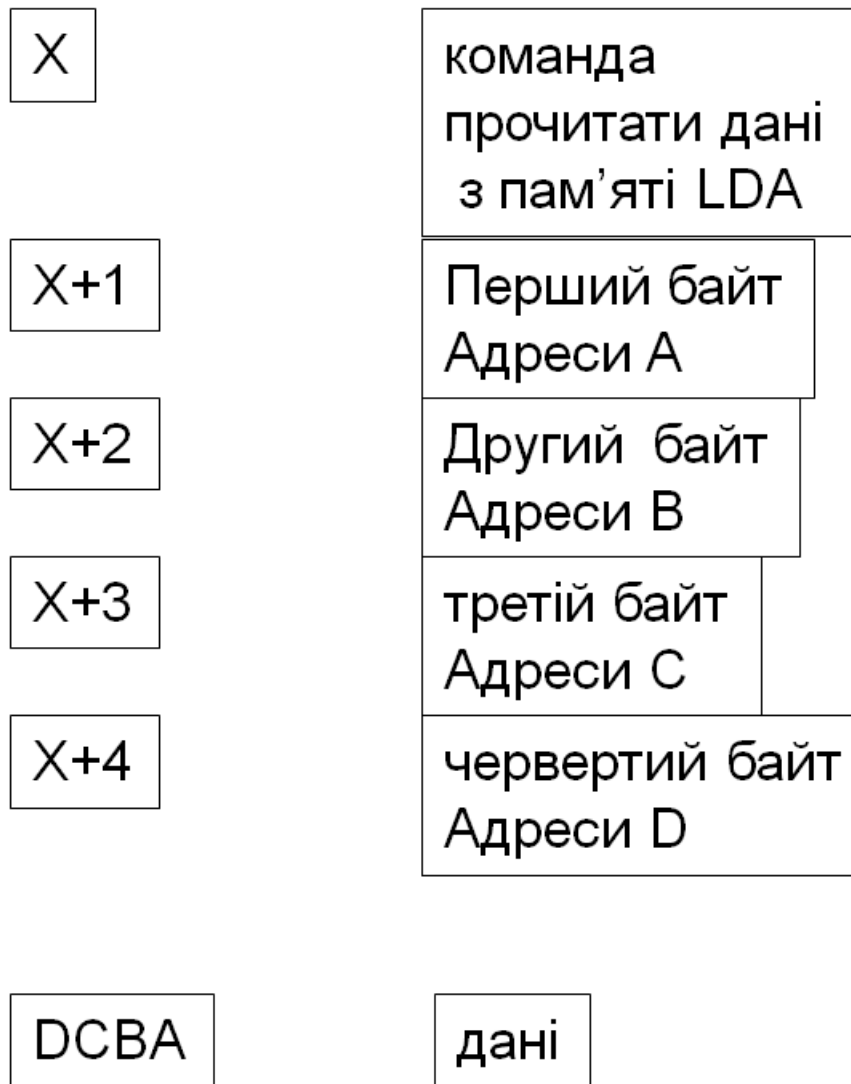 X
команда
прочитати дані
з пам’яті LDA
X+1
Перший байт
Адреси A
X+2
Другий байт
Адреси B
X+3
третій байт
Адреси C
X+4
червертий байт
Адреси D
DCBA
дані